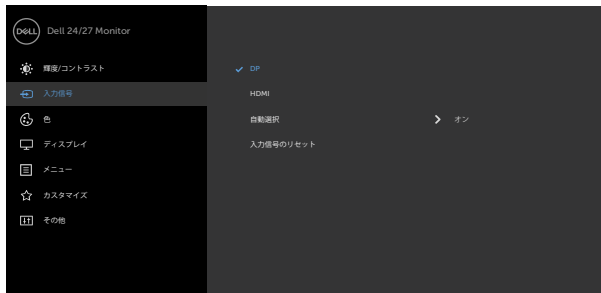 DELL Dell 24/27 Monitor
輝度/コントラスト
入力信号
色
ディスプレイ
メニュー
カスタマイズ
その他
DP
HDMI
自動選択 オン
入力信号のリセット